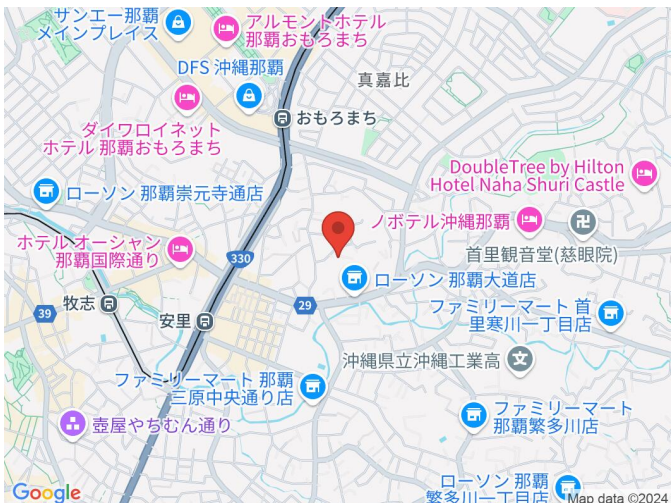 サンエー那覇
メインプレイス
アルモントホテル
那覇おもろまち
DFS 沖縄那覇
真嘉比
おもろまち
ダイワロイネット
ホテル 那覇おもろまち
DoubleTree by Hilton
Hotel Naha Shuri Castle
ローソン 那覇崇元寺通店
ノボテル沖縄那覇
首里観音堂(慈眼院)
ホテル オーシャン
那覇国際通り
330
ローソン 那覇大道店
牧志
39
安里
29
ファミリーマート 首
里寒川一丁目店
沖縄県立沖縄工業高
ファミリーマート 那覇
三原中央通り店
壺屋やちむん通り
ファミリーマート
那覇繁多川店
ローソン 那覇
繁多川一丁目店
Google
Map data ©2024